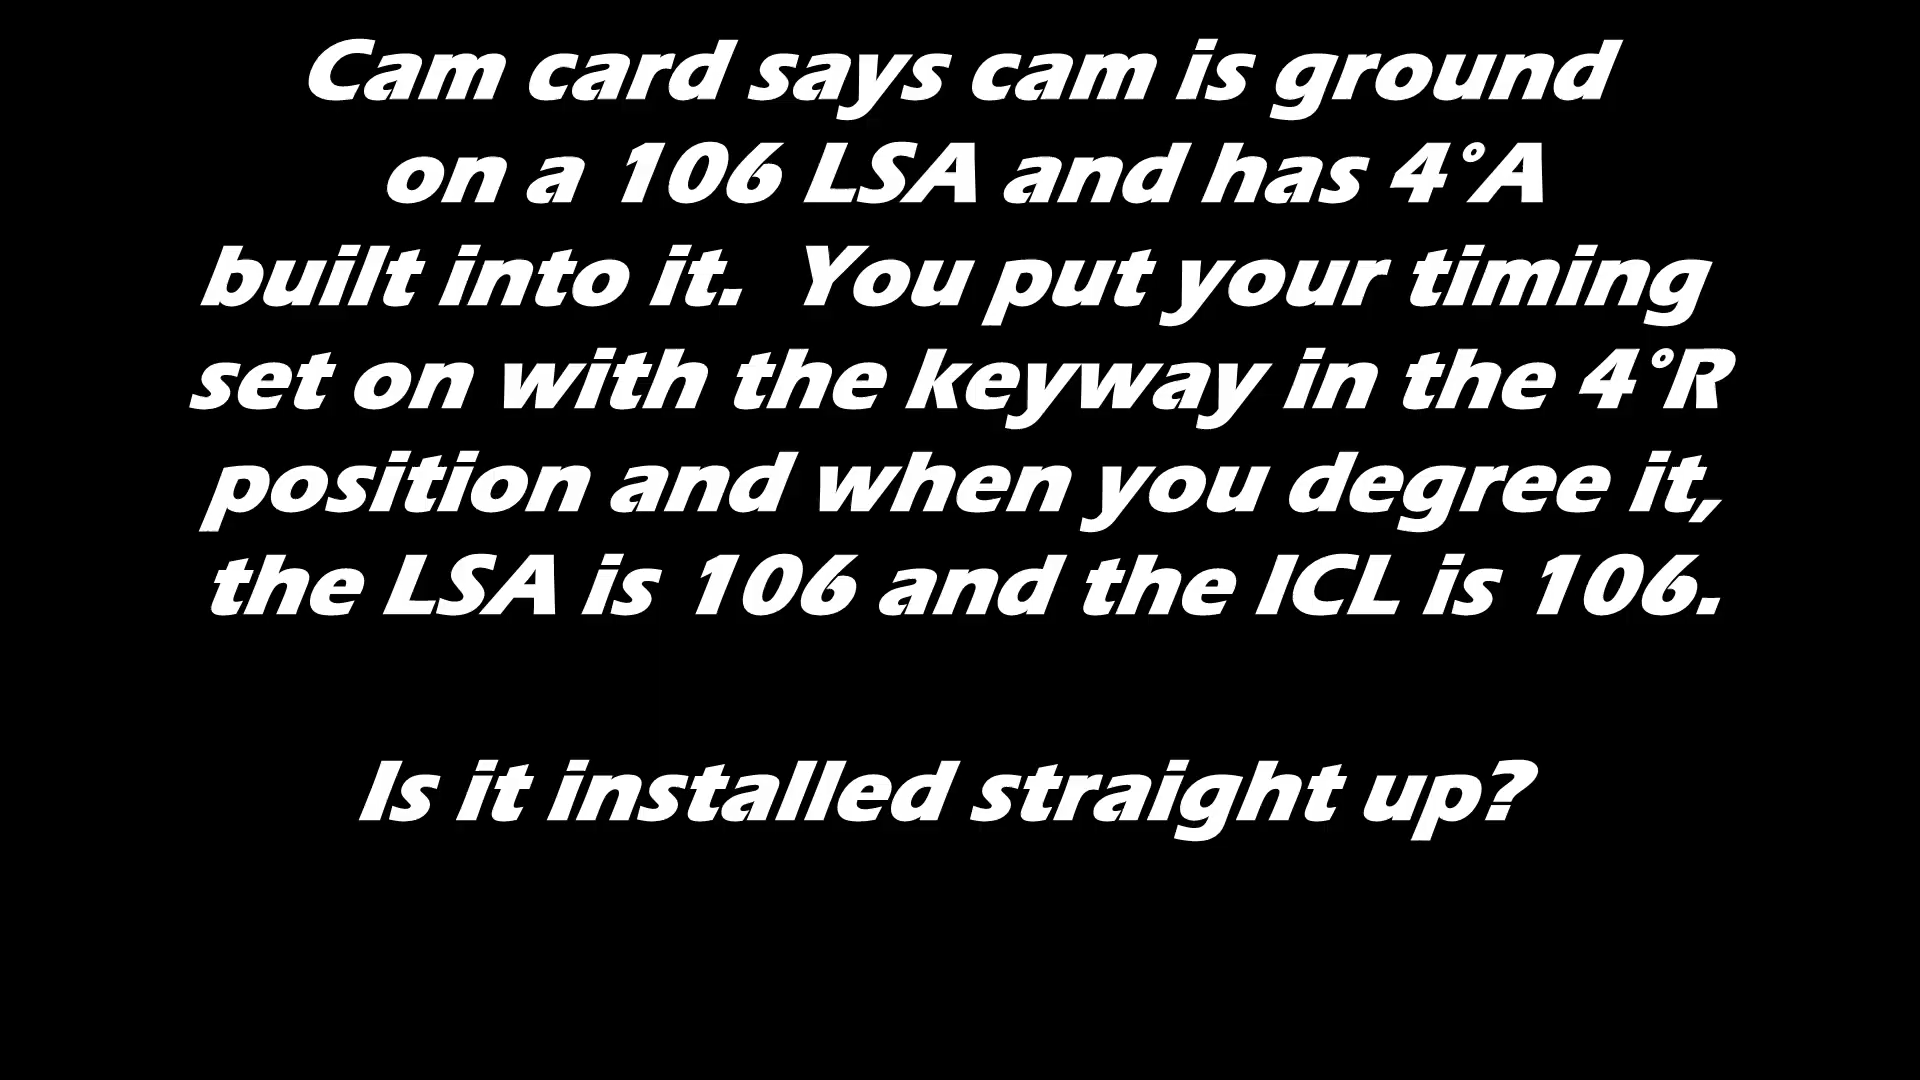 Cam card says cam is ground
on a 106 LSA and has 4°A
built into it.  You put your timing
set on with the keyway in the 4°R
position and when you degree it,
the LSA is 106 and the ICL is 106.
Is it installed straight up?